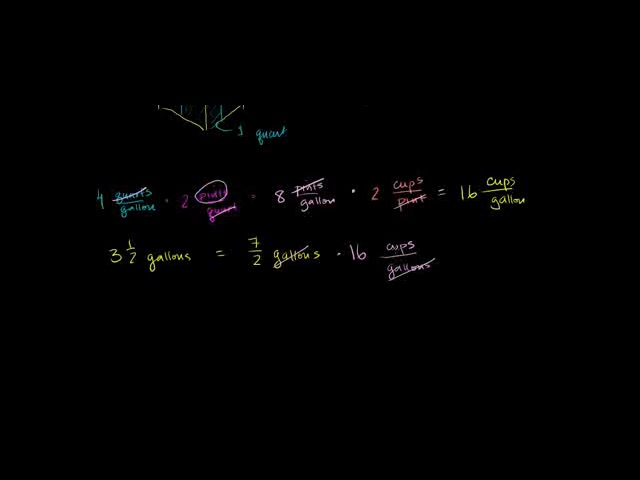 1 quart
4 quarts/gallon · 2 pints/quart = 8 pints/gallon · 2 cups/pint = 16 cups/gallon
3 1/2 gallons = 7/2 gallons · 16 cups/gallons